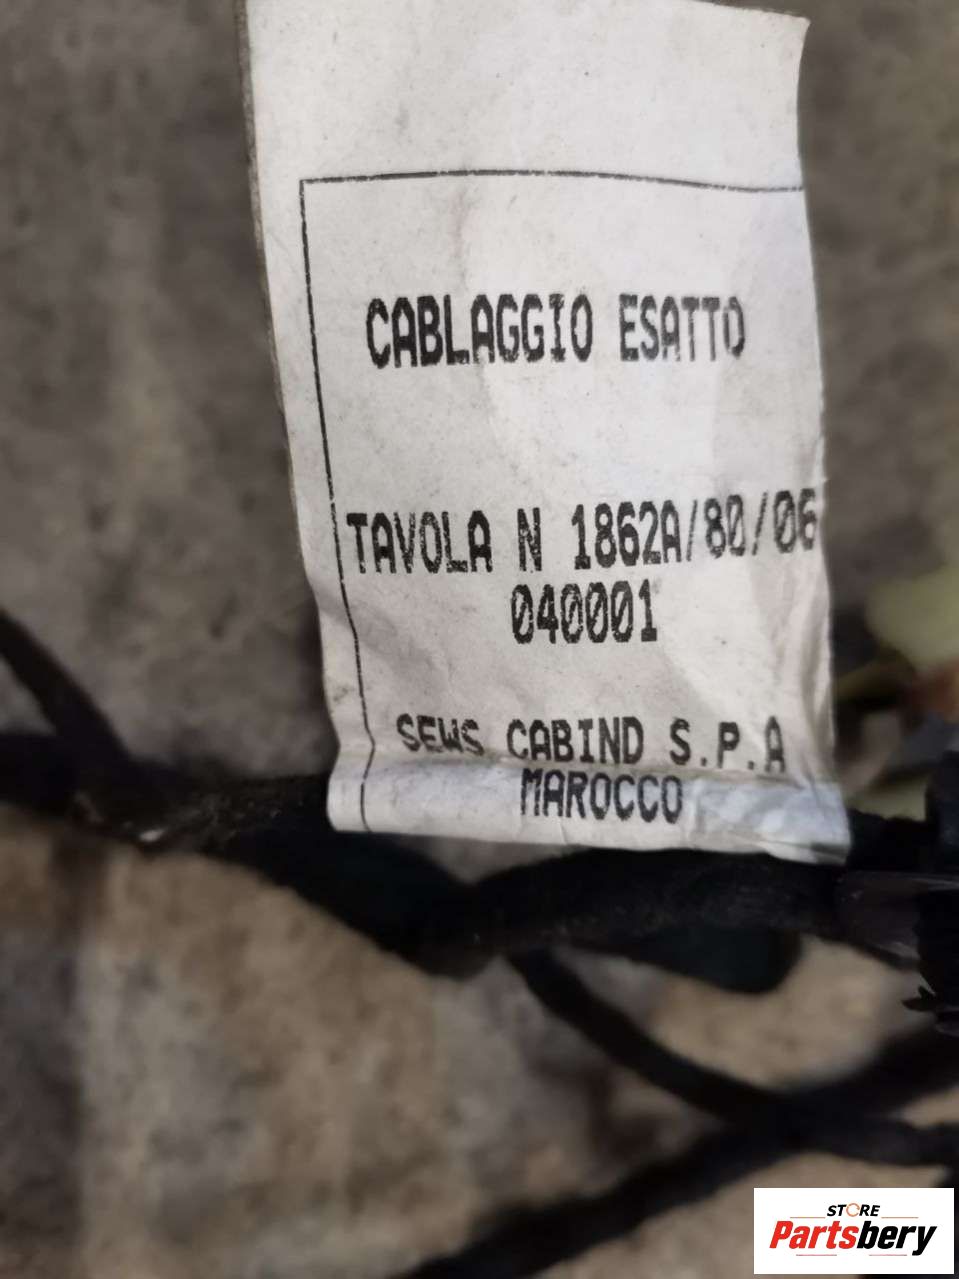 CABLAGGIO ESATTO
TAVOLA N 1862A/80/06
040001
SEWS CABIND S.P.A
MAROCCO
STORE
Partsbery